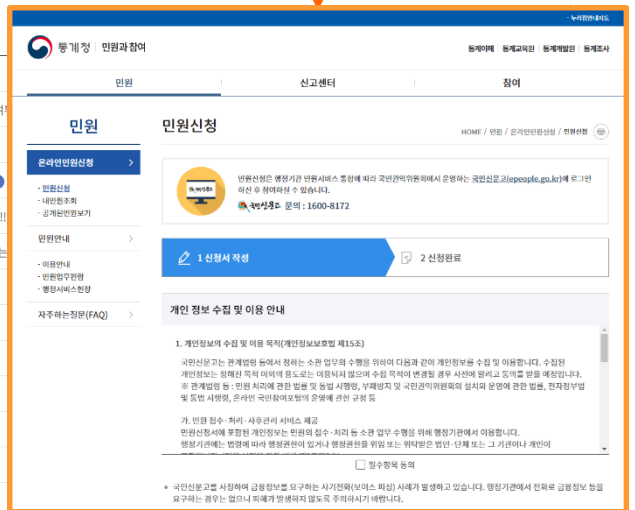 · 누리집안내지도
통계청 민원과 참여
통계이해 통계교육원 통계개발원 통계조사
민원 신고센터 참여
민원
온라인민원신청
- 민원신청
- 내민원조회
- 공개된민원보기
민원안내
- 이용안내
- 민원업무편람
- 행정서비스헌장
자주하는질문(FAQ)
민원신청
HOME / 민원 / 온라인민원신청 / 민원신청
국민신문고
민원신청은 행정기관 민원서비스 통합에 따라 국민권익위원회에서 운영하는 국민신문고(epeople.go.kr)에 로그인
하신 후 참여하실 수 있습니다.
국민신문고 문의 : 1600-8172
1 신청서 작성
2 신청완료
개인 정보 수집 및 이용 안내
1. 개인정보의 수집 및 이용 목적(개인정보보호법 제15조)
국민신문고는 관계법령 등에서 정하는 소관 업무의 수행을 위하여 다음과 같이 개인정보를 수집 및 이용합니다. 수집된
개인정보는 정해진 목적 이외의 용도로는 이용되지 않으며 수집 목적이 변경될 경우 사전에 알리고 동의를 받을 예정입니다.
※ 관계법령 등 : 민원 처리에 관한 법률 및 동법 시행령, 부패방지 및 국민권익위원회의 설치와 운영에 관한 법률, 전자정부법
및 동법 시행령, 온라인 국민참여포털의 운영에 관한 규정 등
가. 민원 접수·처리·사후관리 서비스 제공
민원신청서에 포함된 개인정보는 민원의 접수·처리 등 소관 업무 수행을 위해 행정기관에서 이용합니다.
행정기관에는 법령에 따라 행정권한이 있거나 행정권한을 위임 또는 위탁받은 법인·단체 또는 그 기관이나 개인이
필수항목 동의
국민신문고를 사칭하여 금융정보를 요구하는 사기전화(보이스 피싱) 사례가 발생하고 있습니다. 행정기관에서 전화로 금융정보 등을
요구하는 경우는 없으니 피해가 발생하지 않도록 주의하시기 바랍니다.